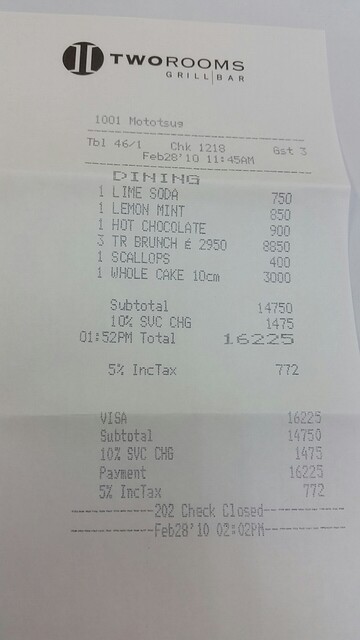 TWOROOMS
GRILL | BAR
1001 Mototsug
Tbl 46/1 Chk 1218 Gst 3
Feb28'10 11:45AM
DINING
1 LIME SODA 750
1 LEMON MINT 850
1 HOT CHOCOLATE 900
3 TR BRUNCH é 2950 8850
1 SCALLOPS 400
1 WHOLE CAKE 10cm 3000
Subtotal 14750
10% SVC CHG 1475
01:52PM Total 16225
5% IncTax 772
VISA 16225
Subtotal 14750
10% SVC CHG 1475
Payment 16225
5% IncTax 772
----------202 Check Closed----------
----------Feb28'10 02:02PM----------